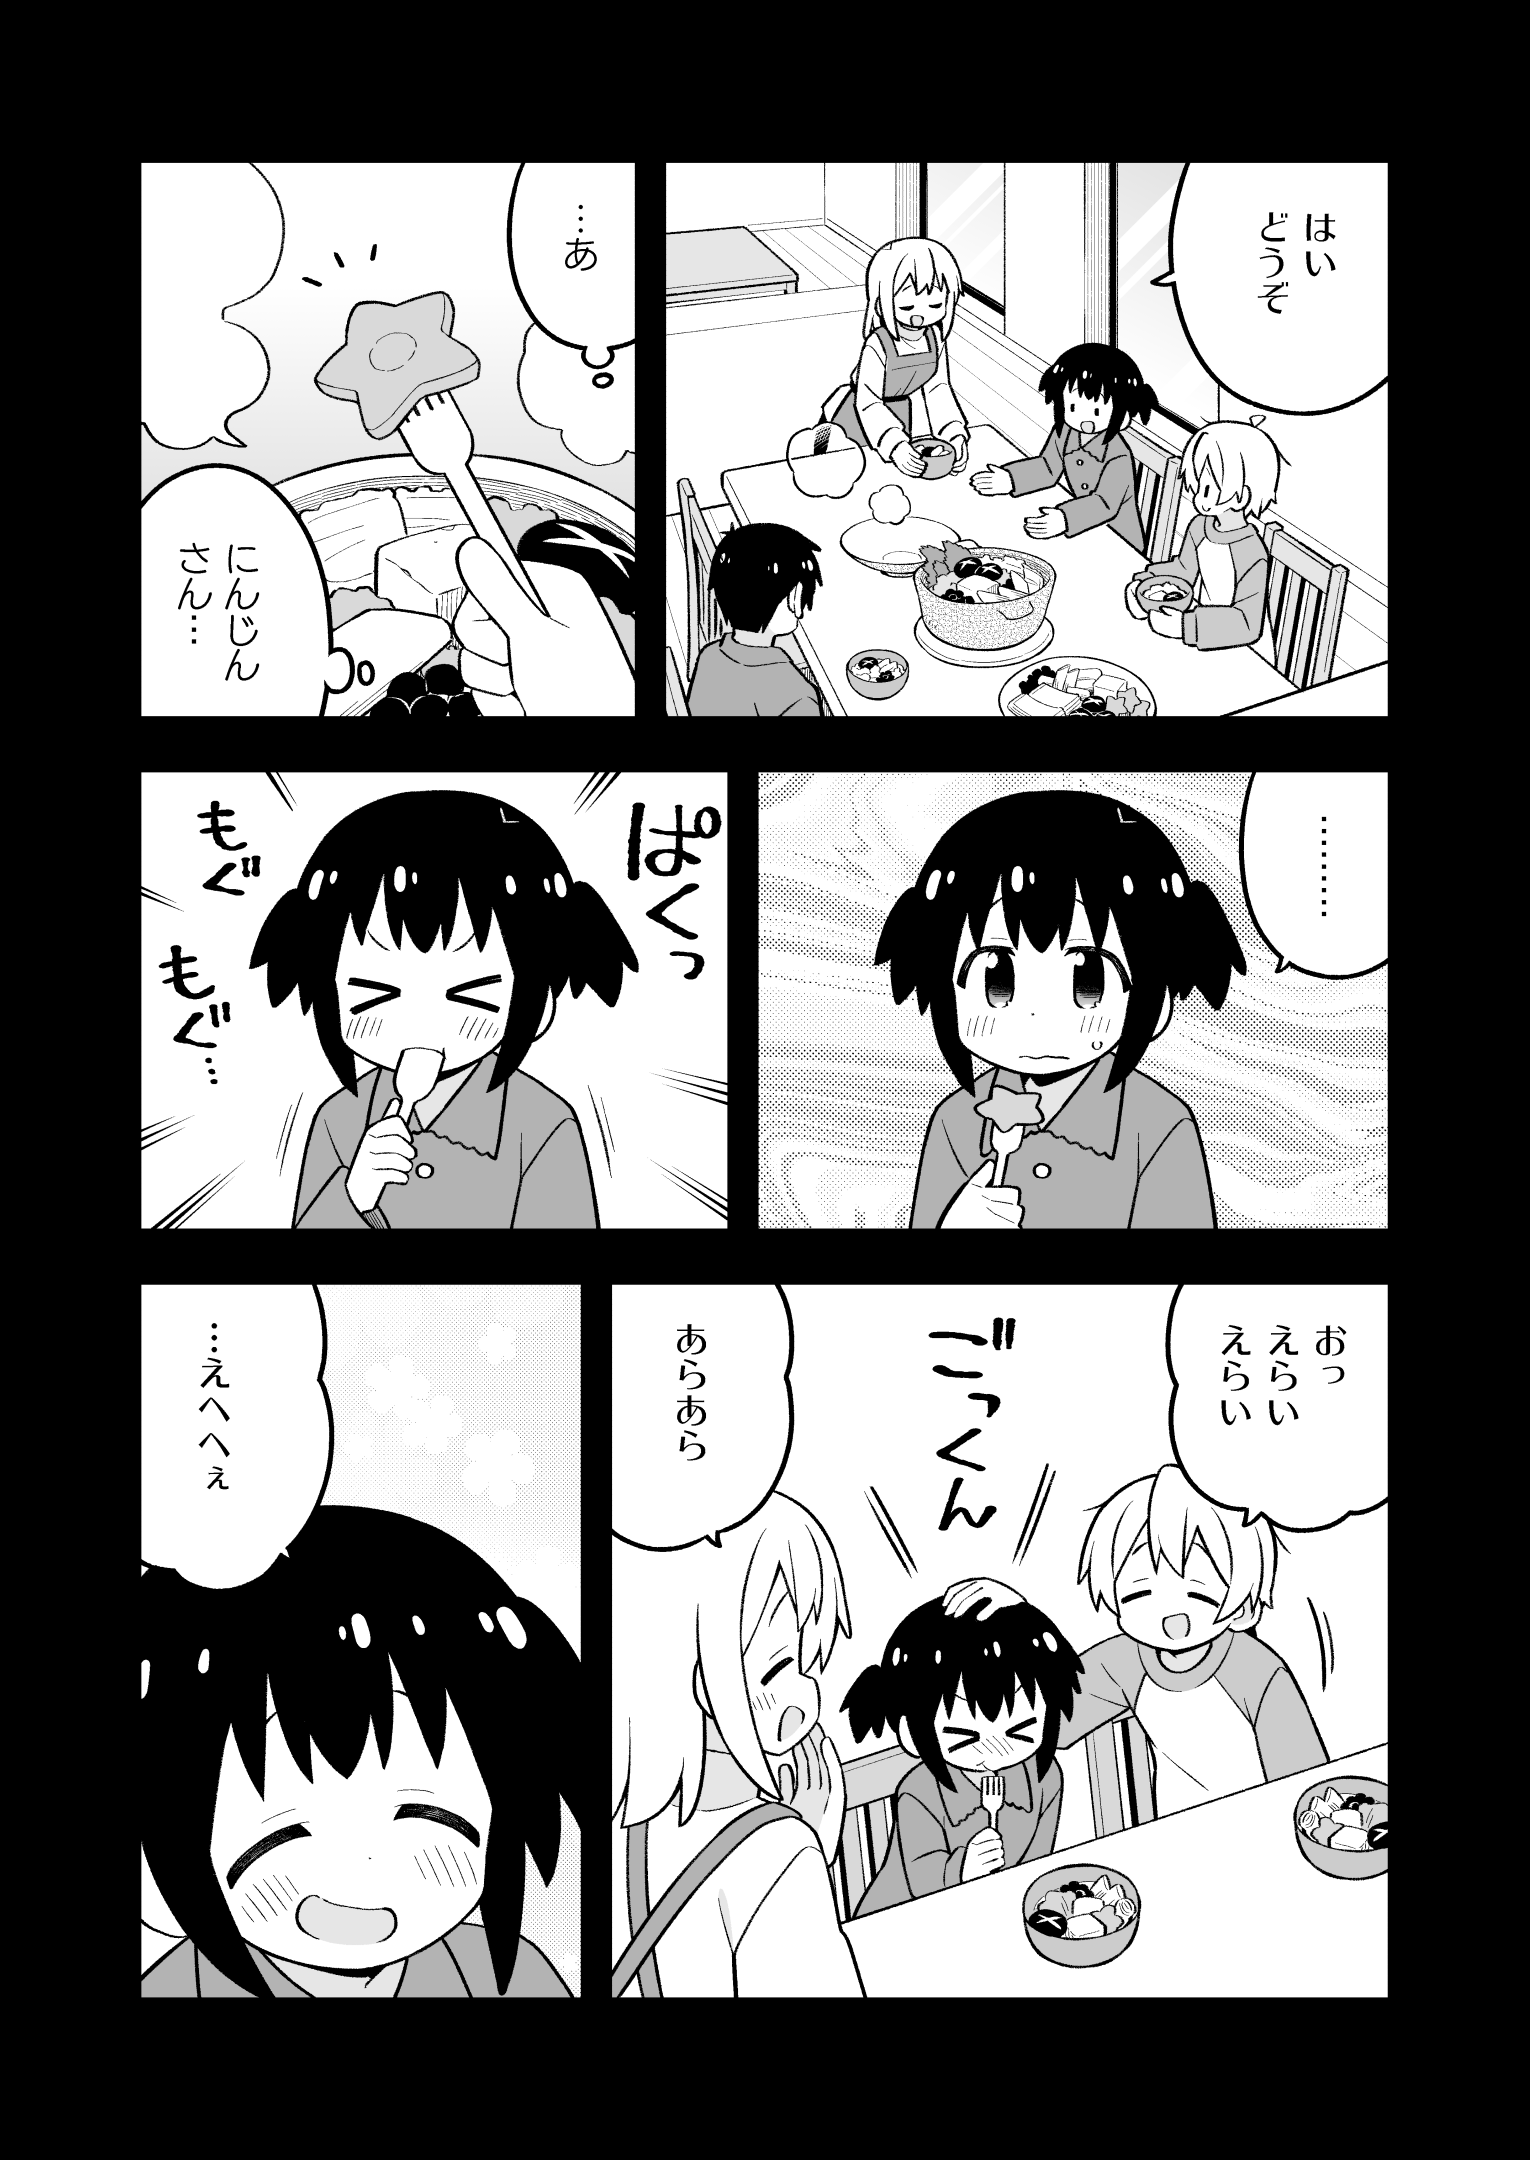 はい
どうぞ
…あ
にんじん
さん…
………
ぱくっ
もぐ
もぐ…
おっ
えらい
えらい
ごっくん
あらあら
…えへへぇ